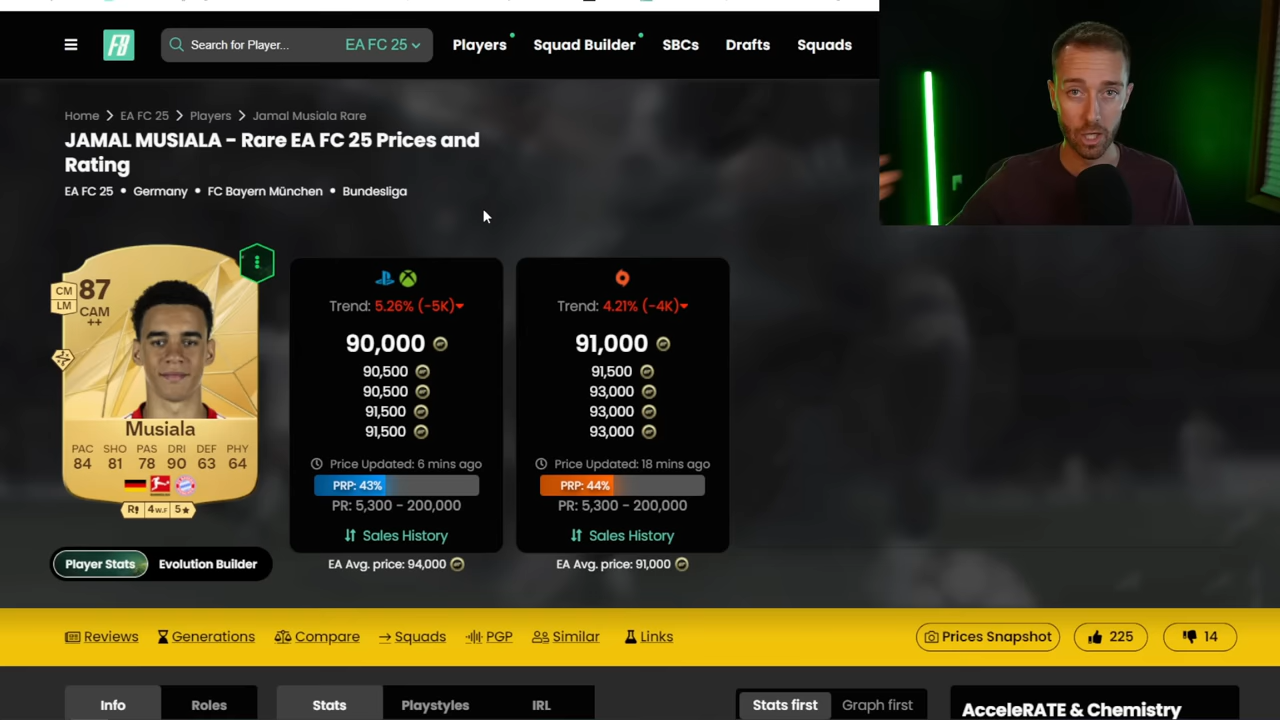 FB
Search for Player...
EA FC 25
Players
Squad Builder
SBCs
Drafts
Squads
Home > EA FC 25 > Players > Jamal Musiala Rare
JAMAL MUSIALA - Rare EA FC 25 Prices and
Rating
EA FC 25 • Germany • FC Bayern München • Bundesliga
CM
LM
87
CAM
++
Musiala
PAC SHO PAS DRI DEF PHY
84 81 78 90 63 64
R 4 W.F 5★
Trend: 5.26% (-5K)
90,000
90,500
90,500
91,500
91,500
Price Updated: 6 mins ago
PRP: 43%
PR: 5,300 - 200,000
Sales History
EA Avg. price: 94,000
Trend: 4.21% (-4K)
91,000
91,500
93,000
93,000
93,000
Price Updated: 18 mins ago
PRP: 44%
PR: 5,300 - 200,000
Sales History
EA Avg. price: 91,000
Player Stats
Evolution Builder
Reviews
Generations
Compare
Squads
PGP
Similar
Links
Prices Snapshot
225
14
Info
Roles
Stats
Playstyles
IRL
Stats first
Graph first
AcceleRATE & Chemistry